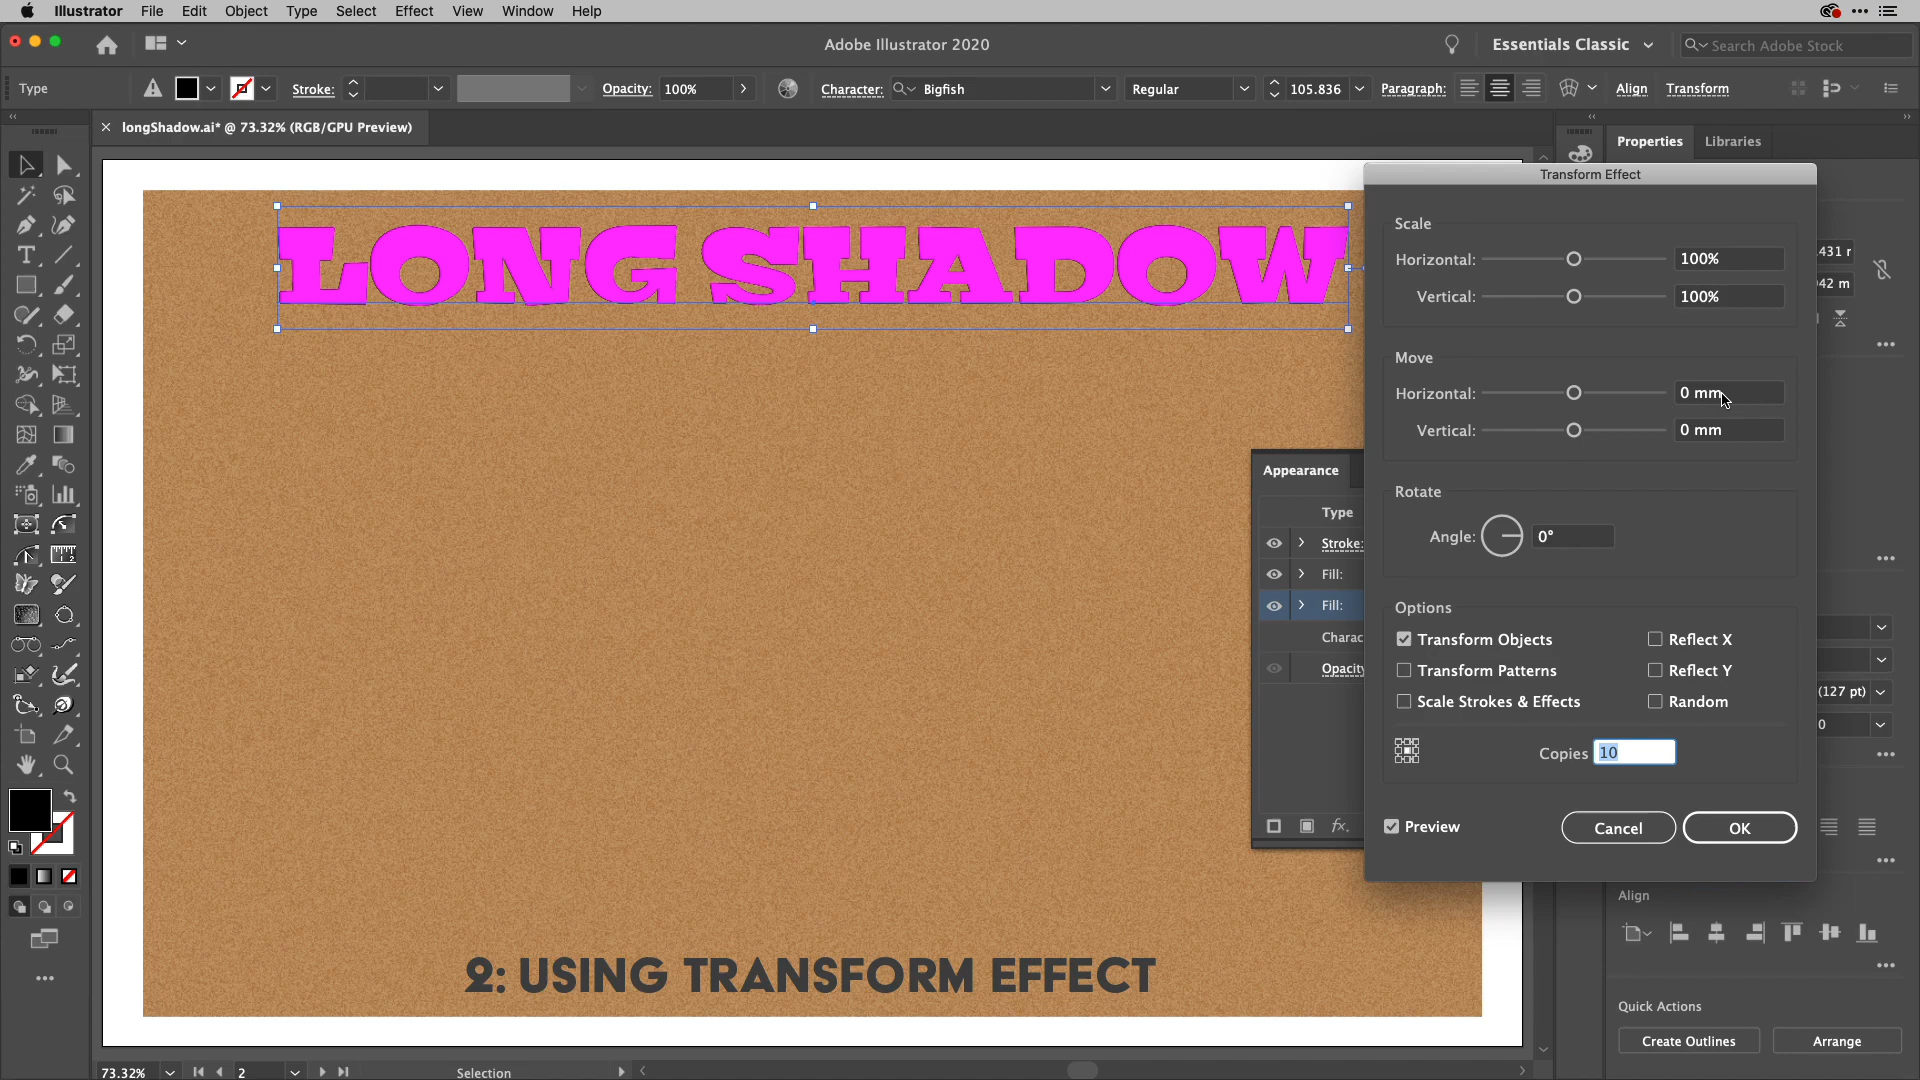 Illustrator File Edit Object Type Select Effect View Window Help
Adobe Illustrator 2020
Essentials Classic
Search Adobe Stock
Type
Stroke:
Opacity: 100%
Character: Bigfish
Regular
105.836
Paragraph:
Align
Transform
longShadow.ai* @ 73.32% (RGB/GPU Preview)
Properties
Libraries
LONG SHADOW
Transform Effect
Scale
Horizontal: 100%
Vertical: 100%
Move
Horizontal: 0 mm
Vertical: 0 mm
Rotate
Angle: 0°
Options
Transform Objects
Reflect X
Transform Patterns
Reflect Y
Scale Strokes & Effects
Random
Copies 10
Preview
Cancel
OK
Appearance
Type
Stroke:
Fill:
Fill:
Charac
Opacity
fx.
.431 r
042 m
(127 pt)
0
Align
Quick Actions
Create Outlines
Arrange
2: USING TRANSFORM EFFECT
73.32%
2
Selection